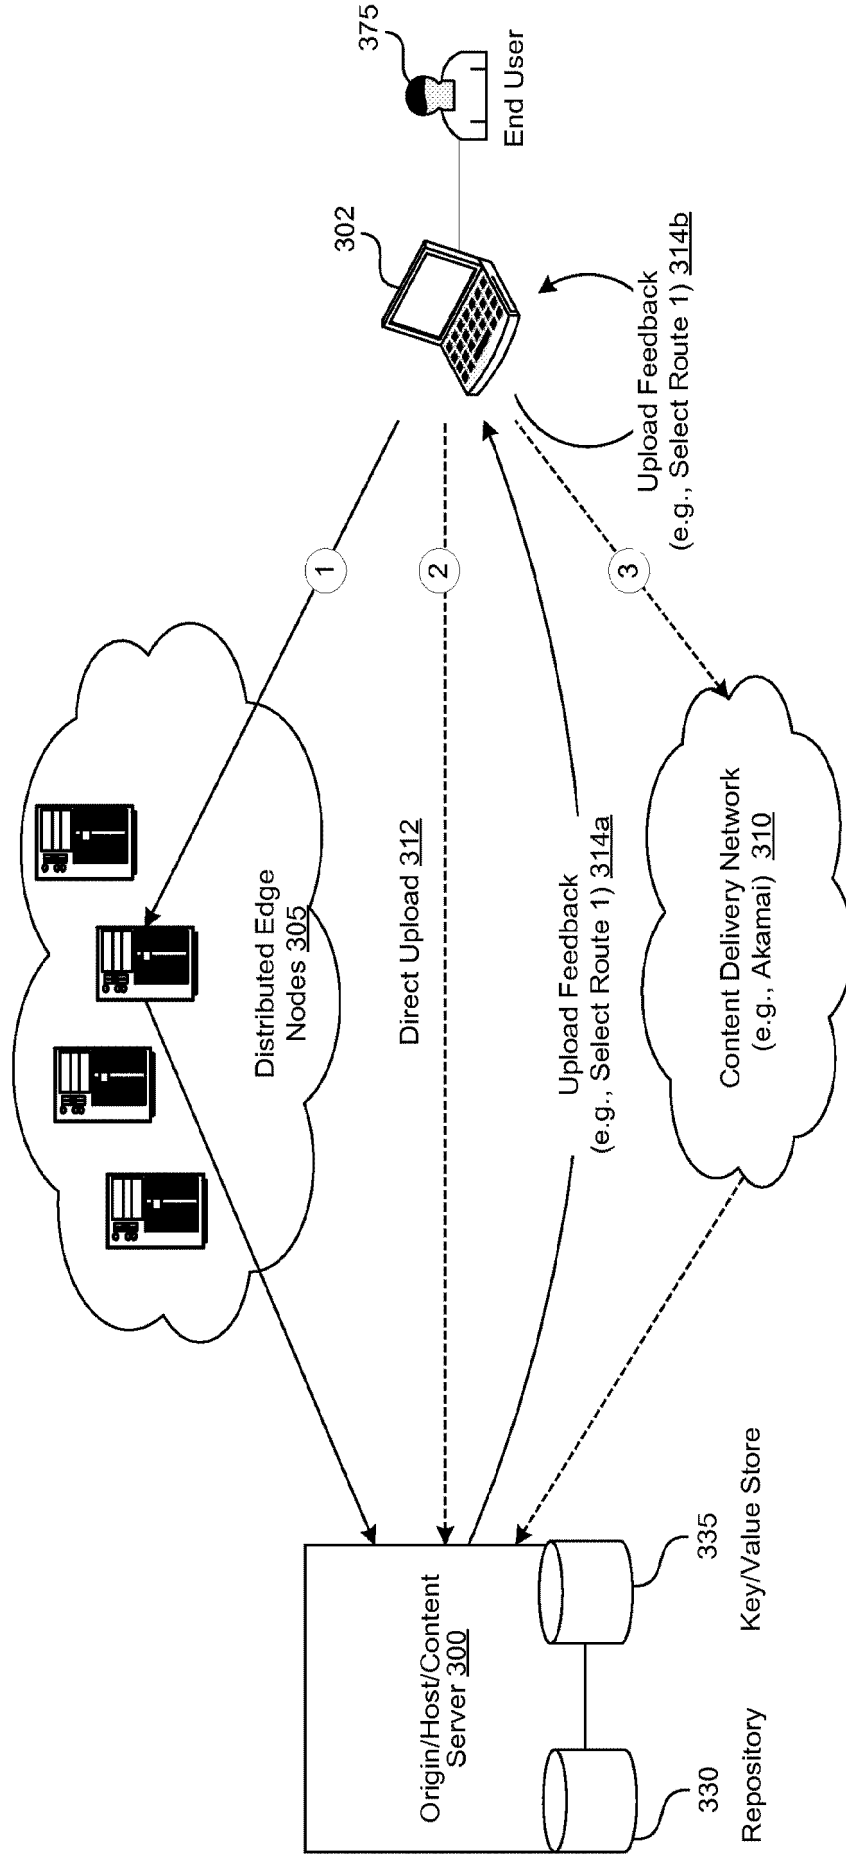 375
End User
302
Upload Feedback
(e.g., Select Route 1) 314b
1
2
3
Distributed Edge
Nodes 305
Direct Upload 312
Upload Feedback
(e.g., Select Route 1) 314a
Content Delivery Network
(e.g., Akamai) 310
Origin/Host/Content
Server 300
335
Key/Value Store
330
Repository